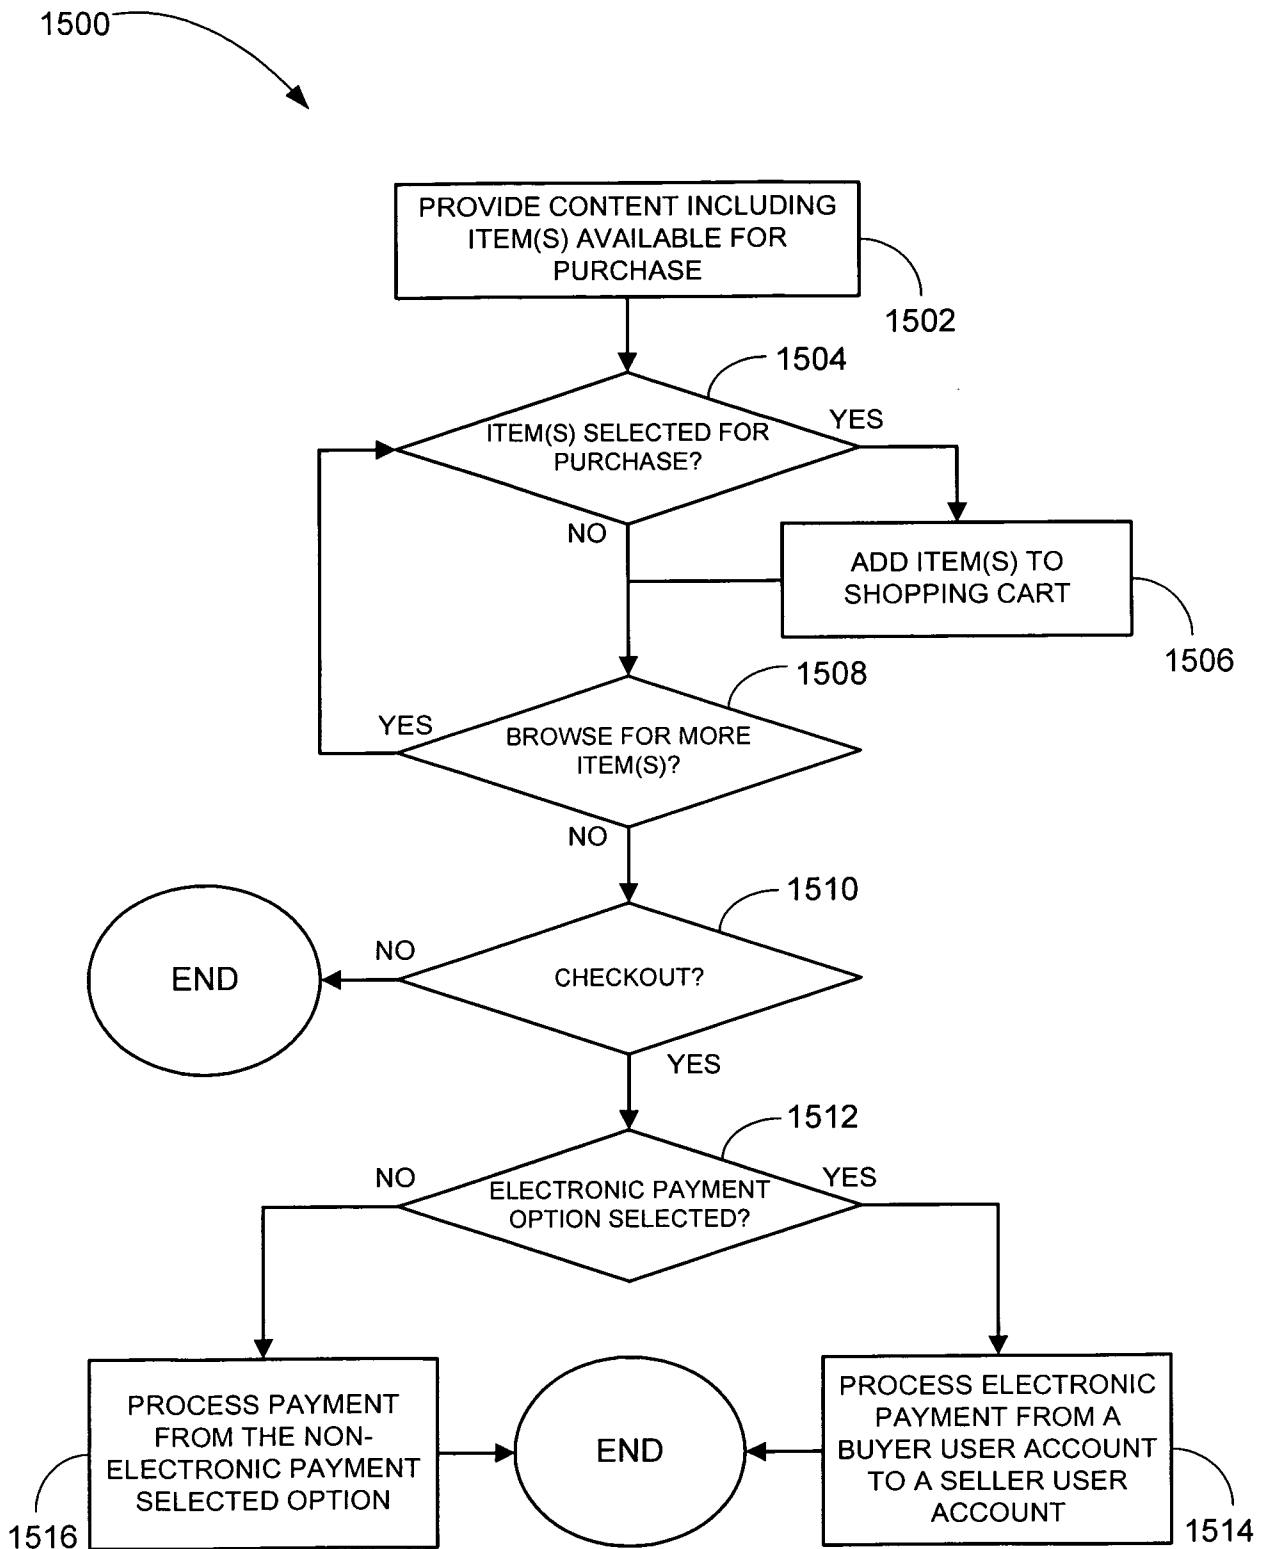 1500
PROVIDE CONTENT INCLUDING
ITEM(S) AVAILABLE FOR
PURCHASE
1502
1504
ITEM(S) SELECTED FOR
PURCHASE?
YES
NO
ADD ITEM(S) TO
SHOPPING CART
1506
1508
YES
BROWSE FOR MORE
ITEM(S)?
NO
1510
NO
END
CHECKOUT?
YES
1512
NO
YES
ELECTRONIC PAYMENT
OPTION SELECTED?
PROCESS PAYMENT
FROM THE NON-
ELECTRONIC PAYMENT
SELECTED OPTION
1516
END
PROCESS ELECTRONIC
PAYMENT FROM A
BUYER USER ACCOUNT
TO A SELLER USER
ACCOUNT
1514